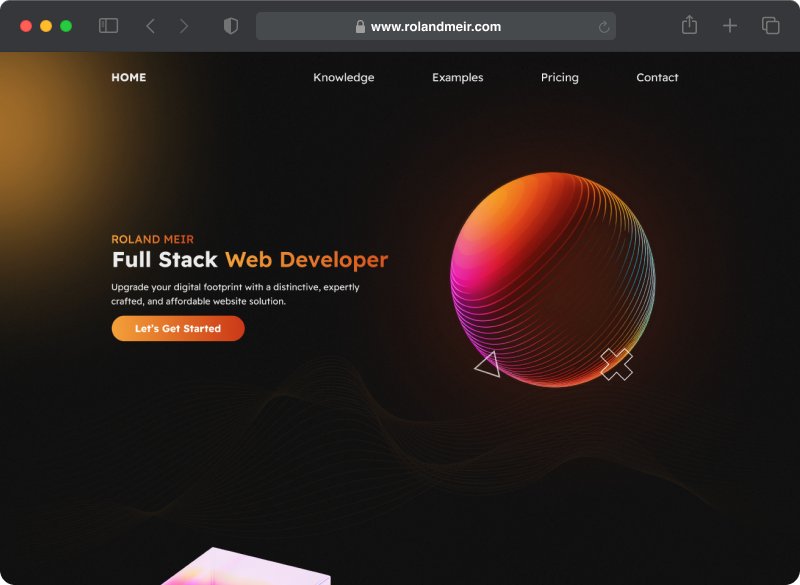 www.rolandmeir.com
HOME Knowledge Examples Pricing Contact
ROLAND MEIR
Full Stack Web Developer
Upgrade your digital footprint with a distinctive, expertly
crafted, and affordable website solution.
Let's Get Started